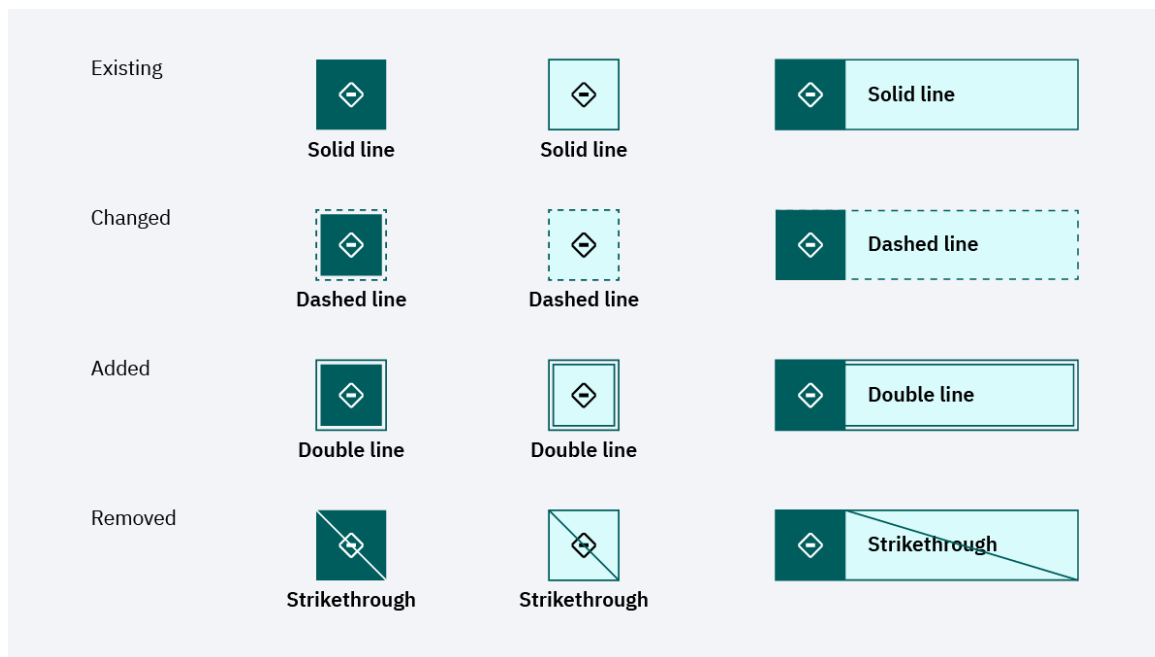 Existing
Solid line
Solid line
Solid line
Changed
Dashed line
Dashed line
Dashed line
Added
Double line
Double line
Double line
Removed
Strikethrough
Strikethrough
Strikethrough